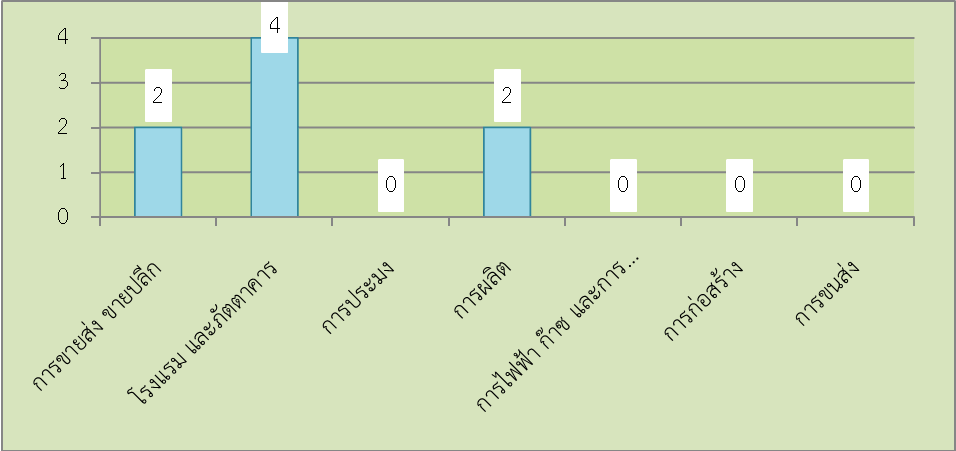 4
3
2
1
0
2
4
0
2
0
0
0
การขายส่ง ขายปลีก
โรงแรม และภัตตาคาร
การประมง
การผลิต
การไฟฟ้า ก๊าซ และการ...
การก่อสร้าง
การขนส่ง